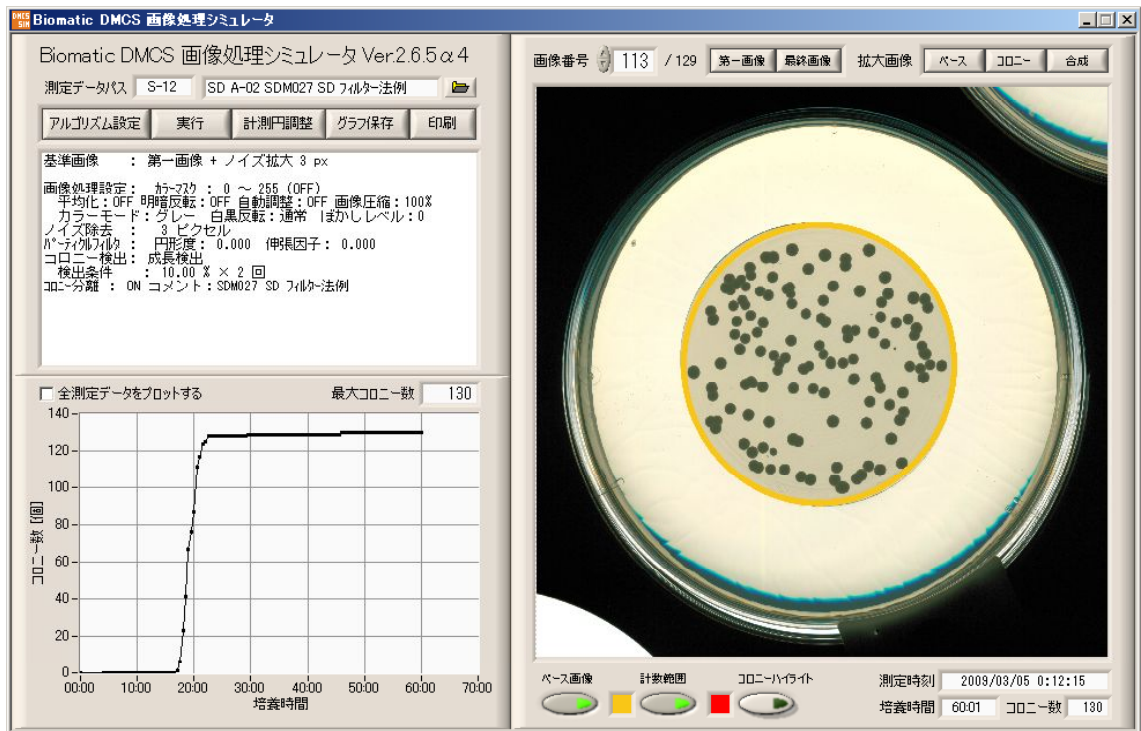 Biomatic DMCS 画像処理シミュレータ
Biomatic DMCS 画像処理シミュレータ Ver.2.6.5α4
測定データパス S-12 SD A-02 SDM027 SD フィルター法例
アルゴリズム設定 実行 計測円調整 グラフ保存 印刷
基準画像 : 第一画像 + ノイズ拡大 3 px
画像処理設定: カラーマスク : 0 ~ 255 (OFF)
平均化:OFF 明暗反転:OFF 自動調整:OFF 画像圧縮:100%
カラーモード:グレー 白黒反転:通常 ぼかしレベル:0
ノイズ除去 : 3 ピクセル
パーティクルフィルタ : 円形度: 0.000 伸張因子: 0.000
コロニー検出: 成長検出
検出条件 : 10.00 % × 2 回
コロニー分離 : ON コメント:SDM027 SD フィルター法例
全測定データをプロットする 最大コロニー数 130
140
120
100
80
60
40
20
0
コロニー数 [個]
00:00 10:00 20:00 30:00 40:00 50:00 60:00 70:00
培養時間
画像番号 113 / 129 第一画像 最終画像 拡大画像 ベース コロニー 合成
ベース画像 計数範囲 コロニーハイライト
測定時刻 2009/03/05 0:12:15
培養時間 60:01 コロニー数 130